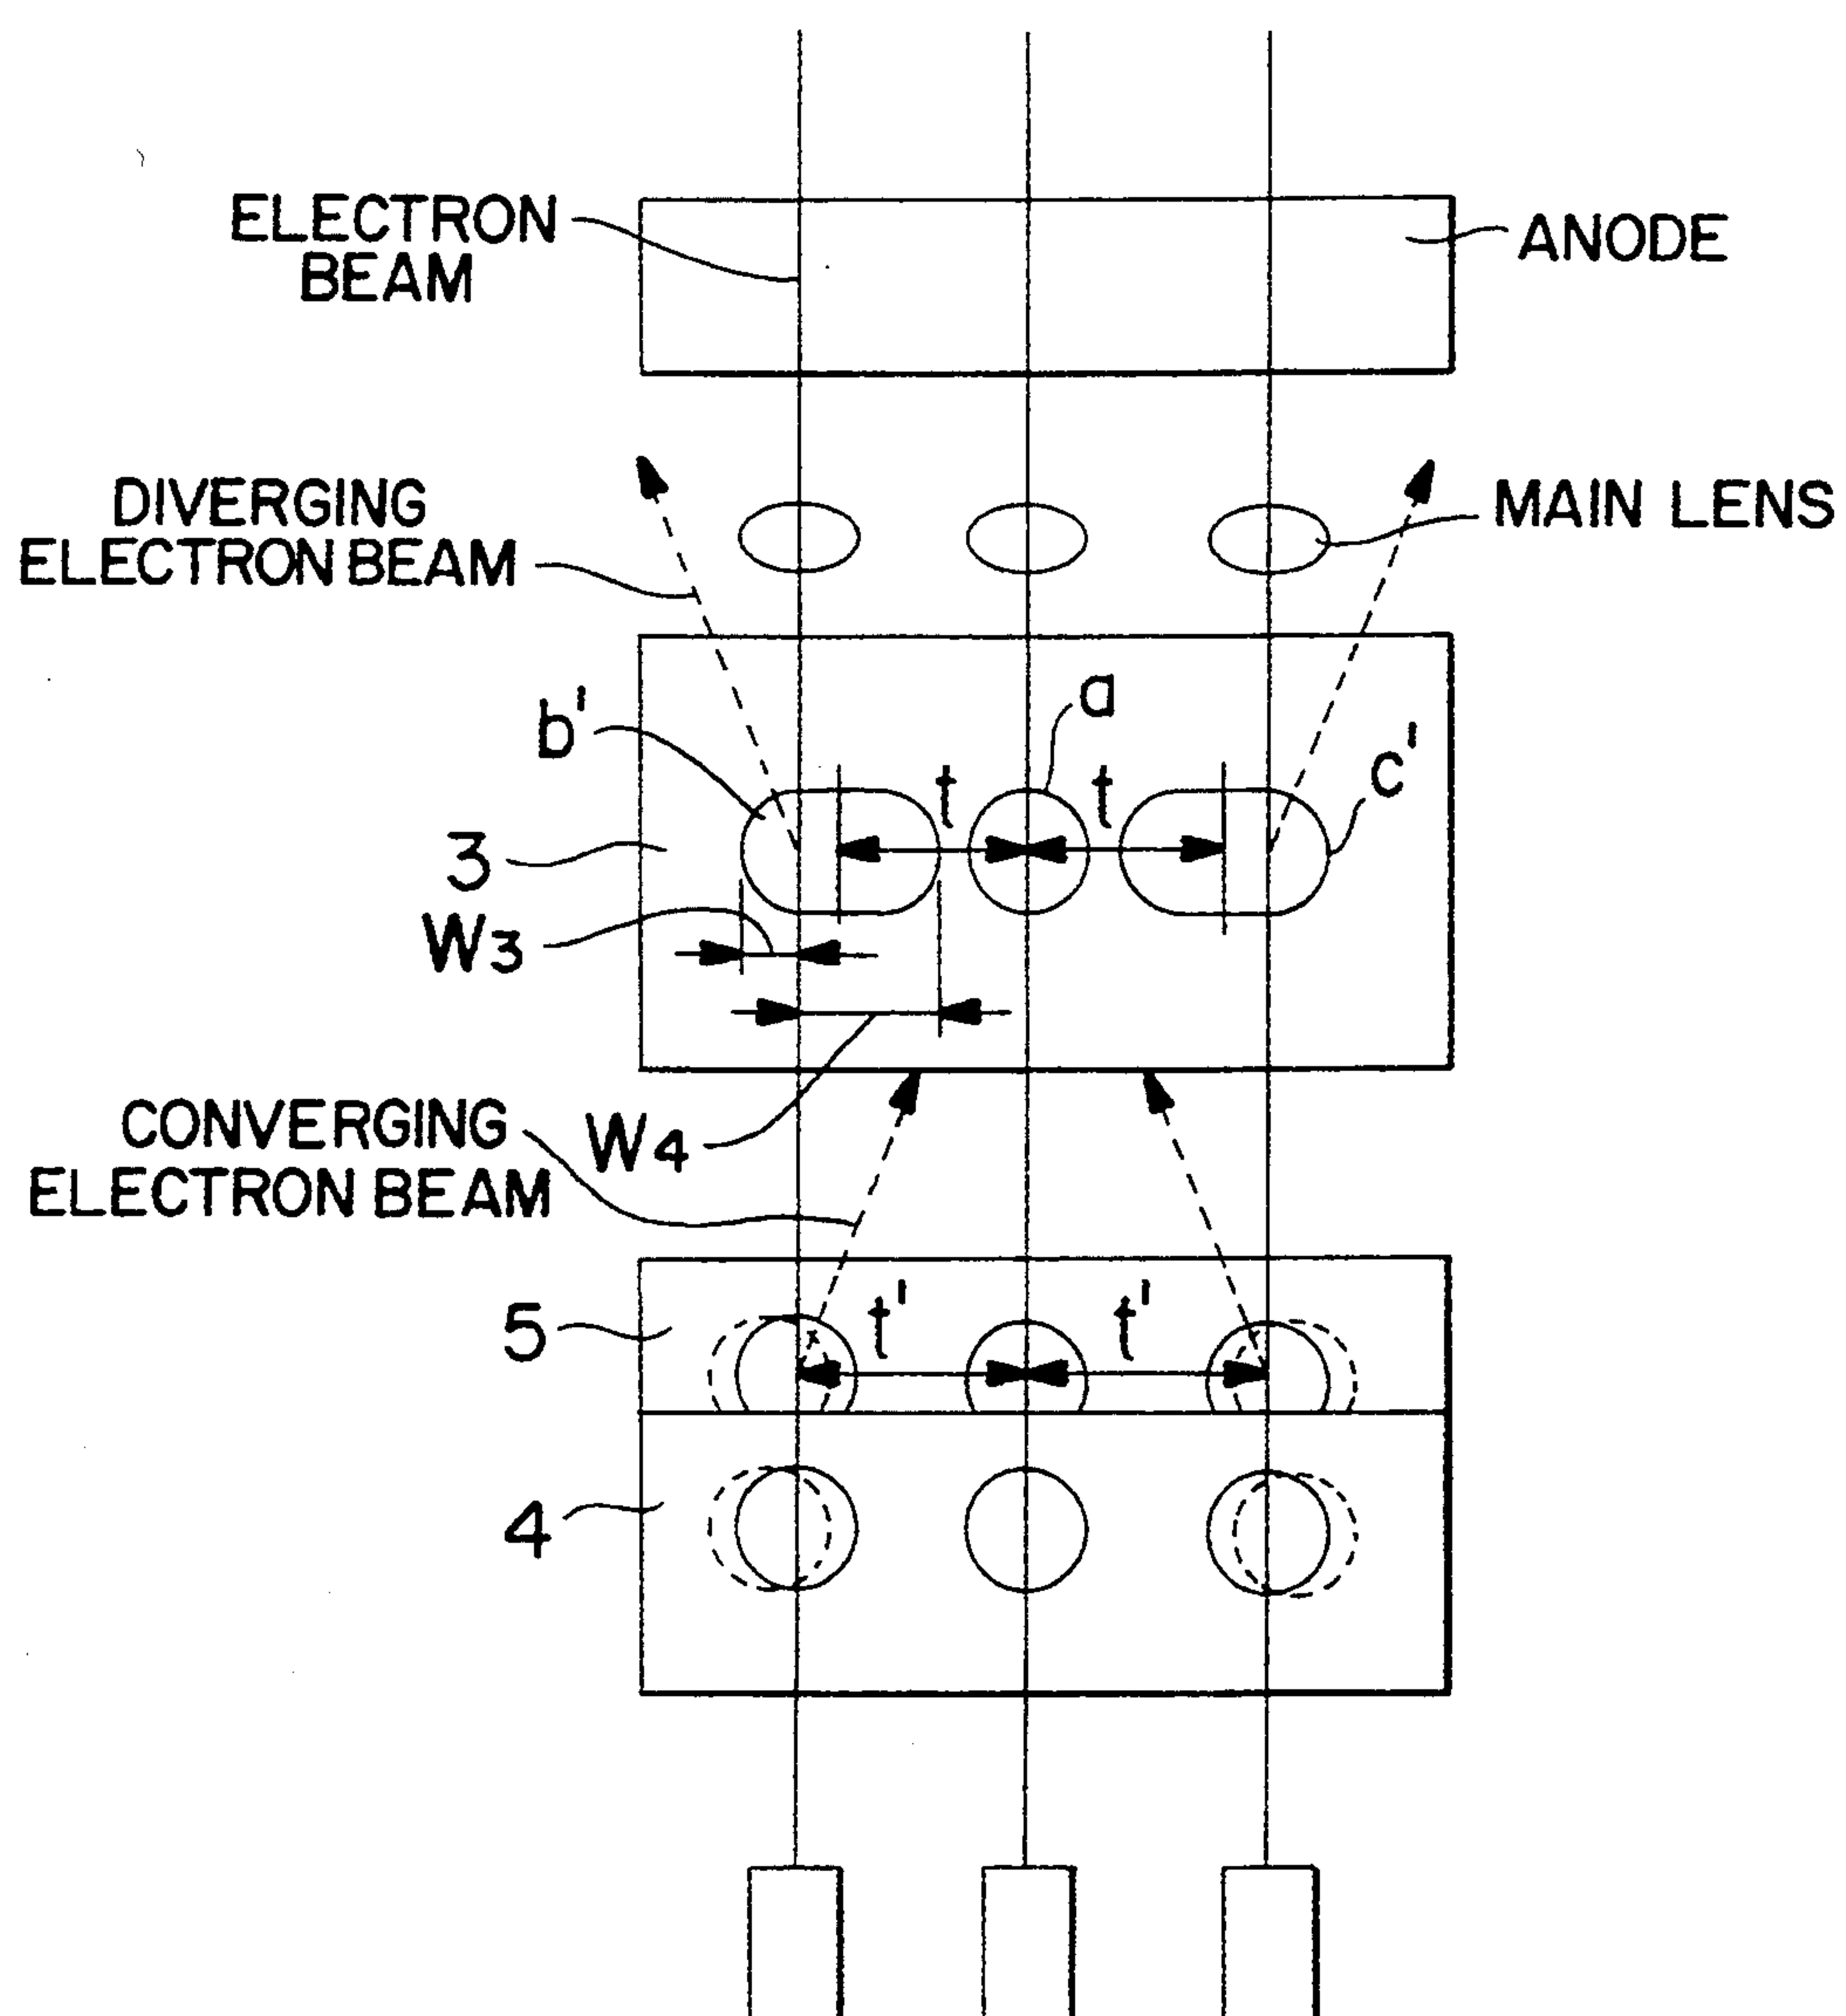 ELECTRON
BEAM
ANODE
DIVERGING
ELECTRON BEAM
MAIN LENS
b'
a
t
t
c'
3
W3
W4
CONVERGING
ELECTRON BEAM
5
t'
t'
4